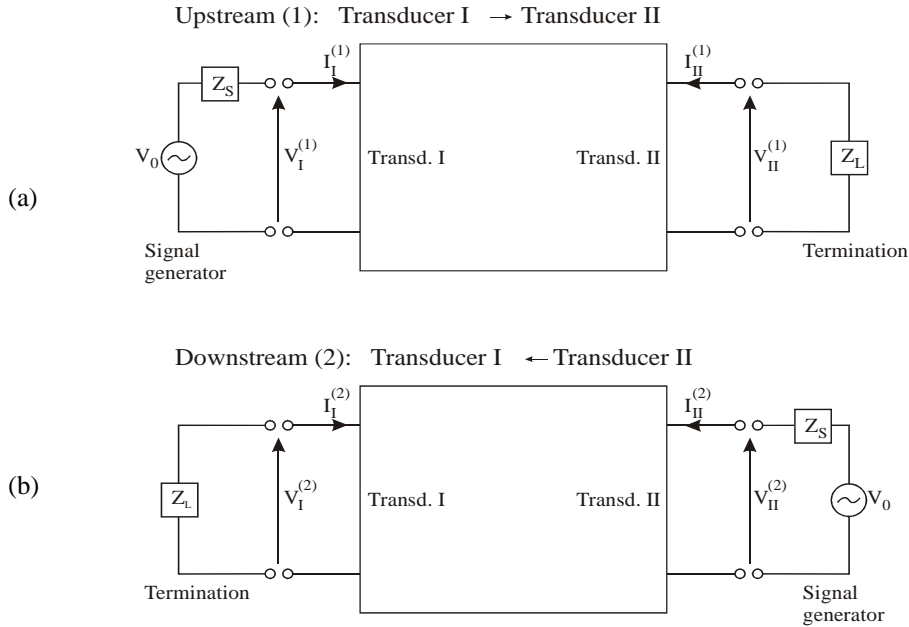 Upstream (1): Transducer I → Transducer II
I_I^(1)
I_II^(1)
Z_S
V_0
V_I^(1)
Transd. I
Transd. II
V_II^(1)
Z_L
(a)
Signal
generator
Termination
Downstream (2): Transducer I ← Transducer II
I_I^(2)
I_II^(2)
Z_S
(b)
Z_L
V_I^(2)
Transd. I
Transd. II
V_II^(2)
V_0
Termination
Signal
generator